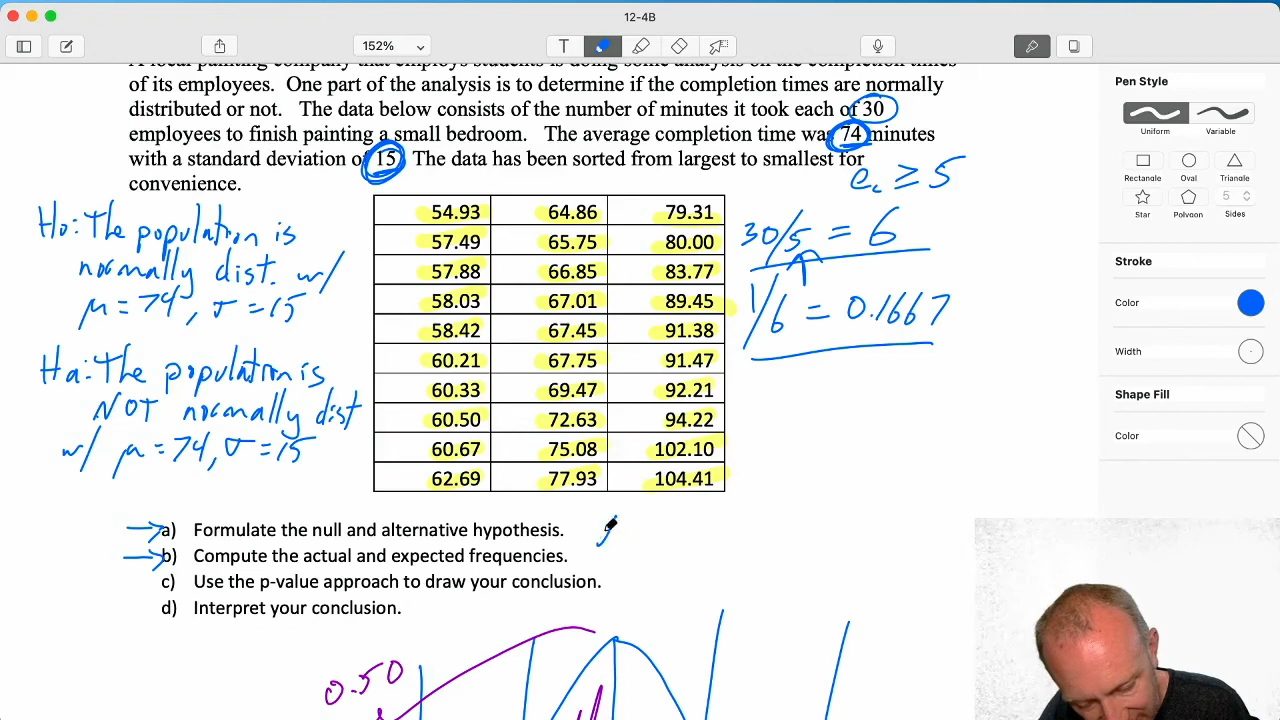 12-4B
152%
T
A local painting company that employs students is doing some analysis on the completion times
of its employees. One part of the analysis is to determine if the completion times are normally
distributed or not. The data below consists of the number of minutes it took each of 30
employees to finish painting a small bedroom. The average completion time was 74 minutes
with a standard deviation of 15. The data has been sorted from largest to smallest for
convenience.
e_c ≥ 5
Ho: The population is
normally dist. w/
μ = 74, σ = 15
Ha: The population is
NOT normally dist
w/ μ = 74, σ = 15
54.93 64.86 79.31
57.49 65.75 80.00
57.88 66.85 83.77
58.03 67.01 89.45
58.42 67.45 91.38
60.21 67.75 91.47
60.33 69.47 92.21
60.50 72.63 94.22
60.67 75.08 102.10
62.69 77.93 104.41
30/5 = 6
1/6 = 0.1667
a) Formulate the null and alternative hypothesis.
b) Compute the actual and expected frequencies.
c) Use the p-value approach to draw your conclusion.
d) Interpret your conclusion.
0.50
Pen Style
Uniform Variable
Rectangle Oval Triangle
5
Star Polygon Sides
Stroke
Color
Width
Shape Fill
Color